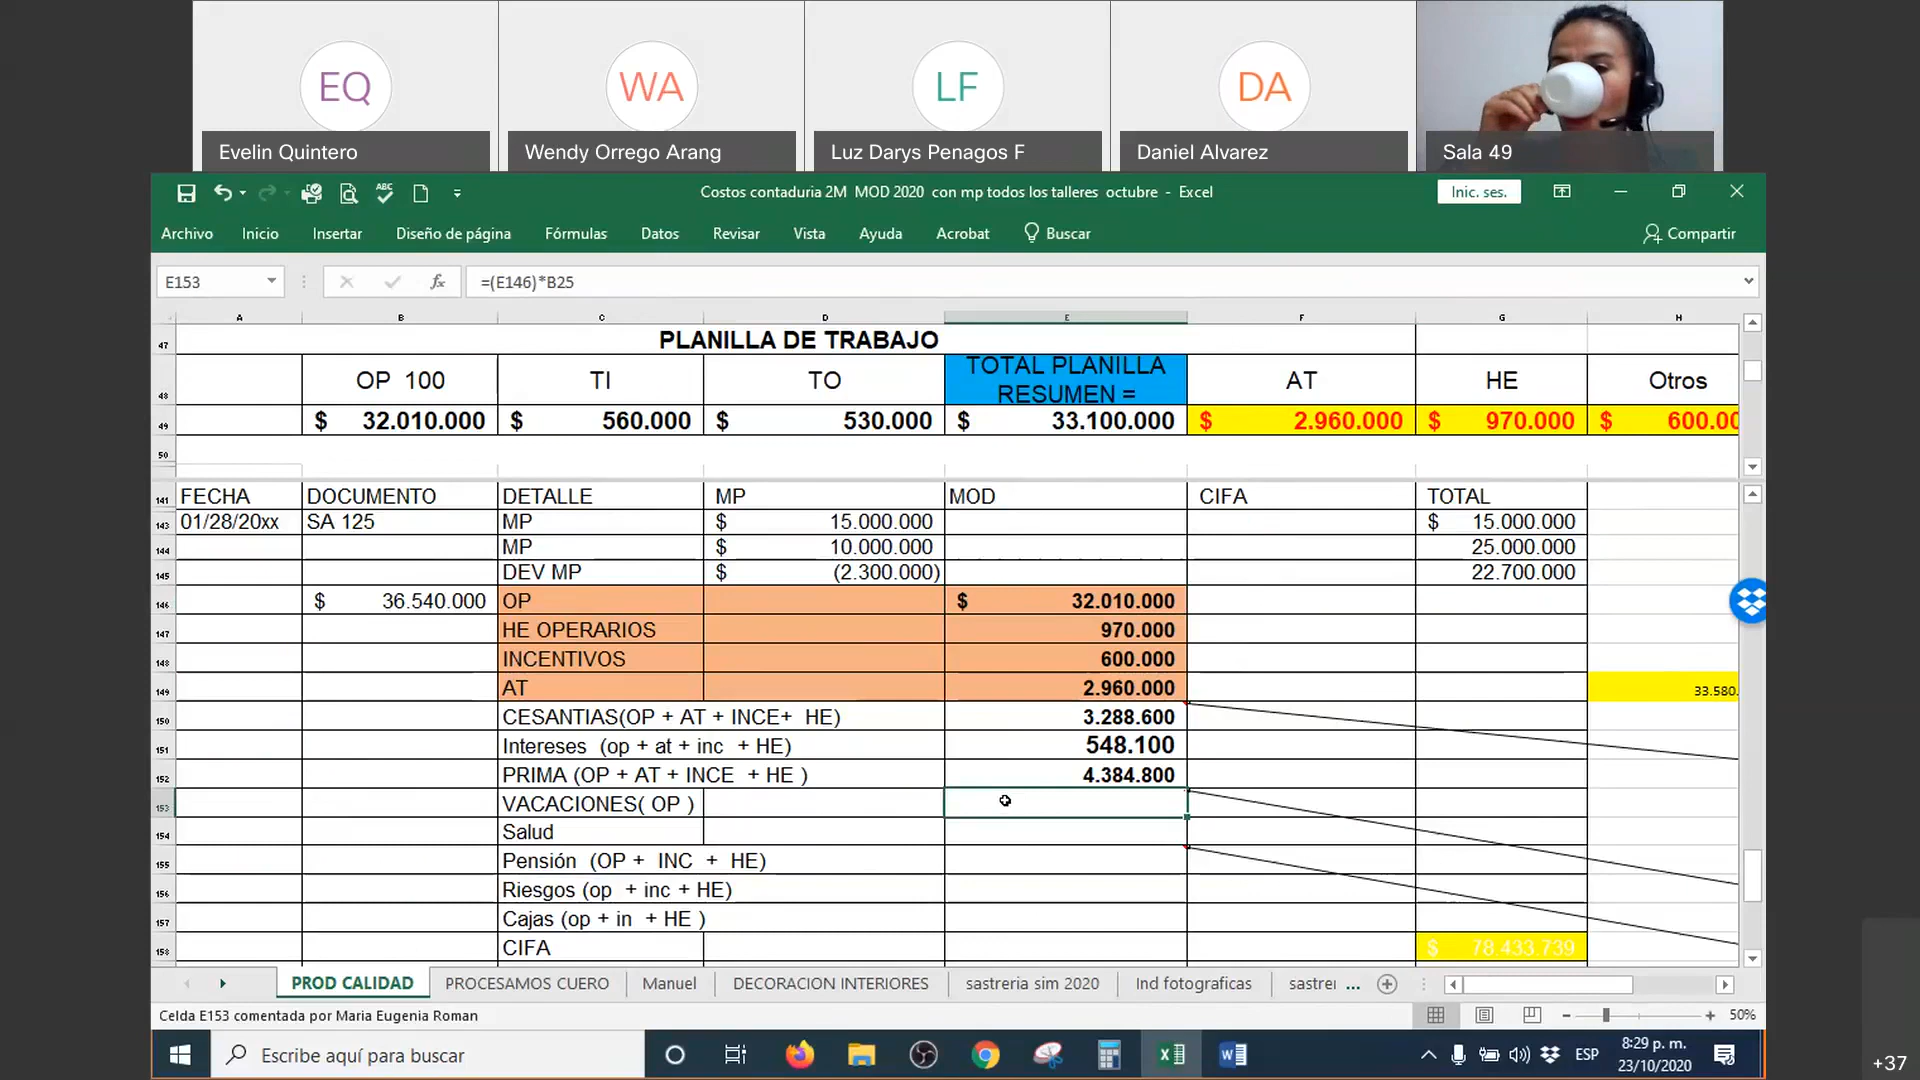 EQ
WA
LF
DA
Evelin Quintero
Wendy Orrego Arang
Luz Darys Penagos F
Daniel Alvarez
Sala 49
ABC
Costos contaduria 2M MOD 2020 con mp todos los talleres octubre - Excel
Inic. ses.
Archivo Inicio Insertar Diseño de página Fórmulas Datos Revisar Vista Ayuda Acrobat Buscar Compartir
E153 fx =(E146)*B25
A B C D E F G H
47 PLANILLA DE TRABAJO
48 OP 100 TI TO TOTAL PLANILLA RESUMEN = AT HE Otros
49 $ 32.010.000 $ 560.000 $ 530.000 $ 33.100.000 $ 2.960.000 $ 970.000 $ 600.00
50
141 FECHA DOCUMENTO DETALLE MP MOD CIFA TOTAL
143 01/28/20xx SA 125 MP $ 15.000.000 $ 15.000.000
144 MP $ 10.000.000 25.000.000
145 DEV MP $ (2.300.000) 22.700.000
146 $ 36.540.000 OP $ 32.010.000
147 HE OPERARIOS 970.000
148 INCENTIVOS 600.000
149 AT 2.960.000 33.580.
150 CESANTIAS(OP + AT + INCE+ HE) 3.288.600
151 Intereses (op + at + inc + HE) 548.100
152 PRIMA (OP + AT + INCE + HE ) 4.384.800
153 VACACIONES( OP )
154 Salud
155 Pensión (OP + INC + HE)
156 Riesgos (op + inc + HE)
157 Cajas (op + in + HE )
158 CIFA $ 78.433.739
PROD CALIDAD PROCESAMOS CUERO Manuel DECORACION INTERIORES sastreria sim 2020 Ind fotograficas sastrei ...
Celda E153 comentada por Maria Eugenia Roman 50%
Escribe aquí para buscar
ESP
8:29 p. m.
23/10/2020
+37